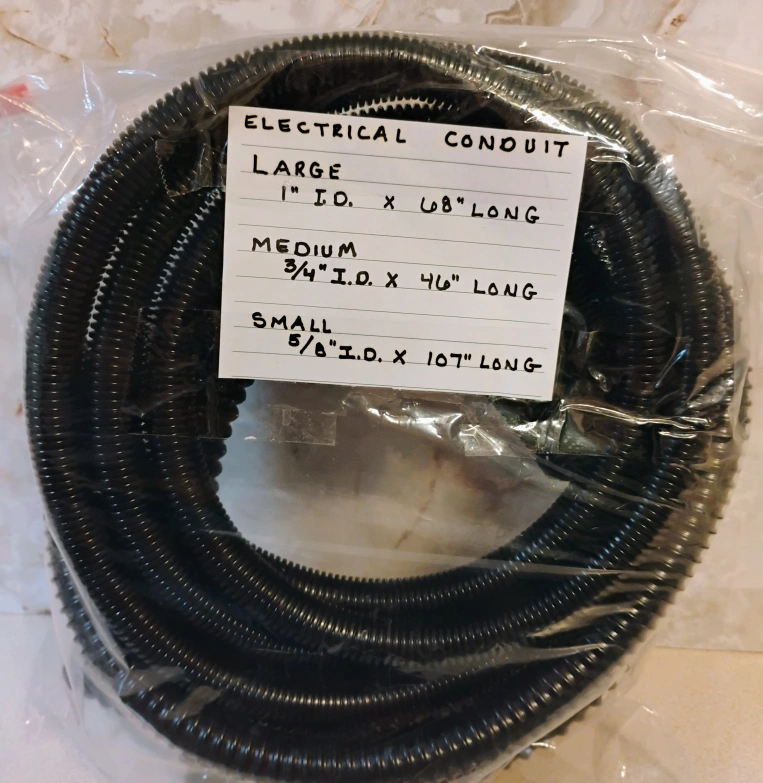 ELECTRICAL CONDUIT
LARGE
1" I.D. X 68" LONG
MEDIUM
3/4" I.D. X 46" LONG
SMALL
5/8" I.D. X 107" LONG